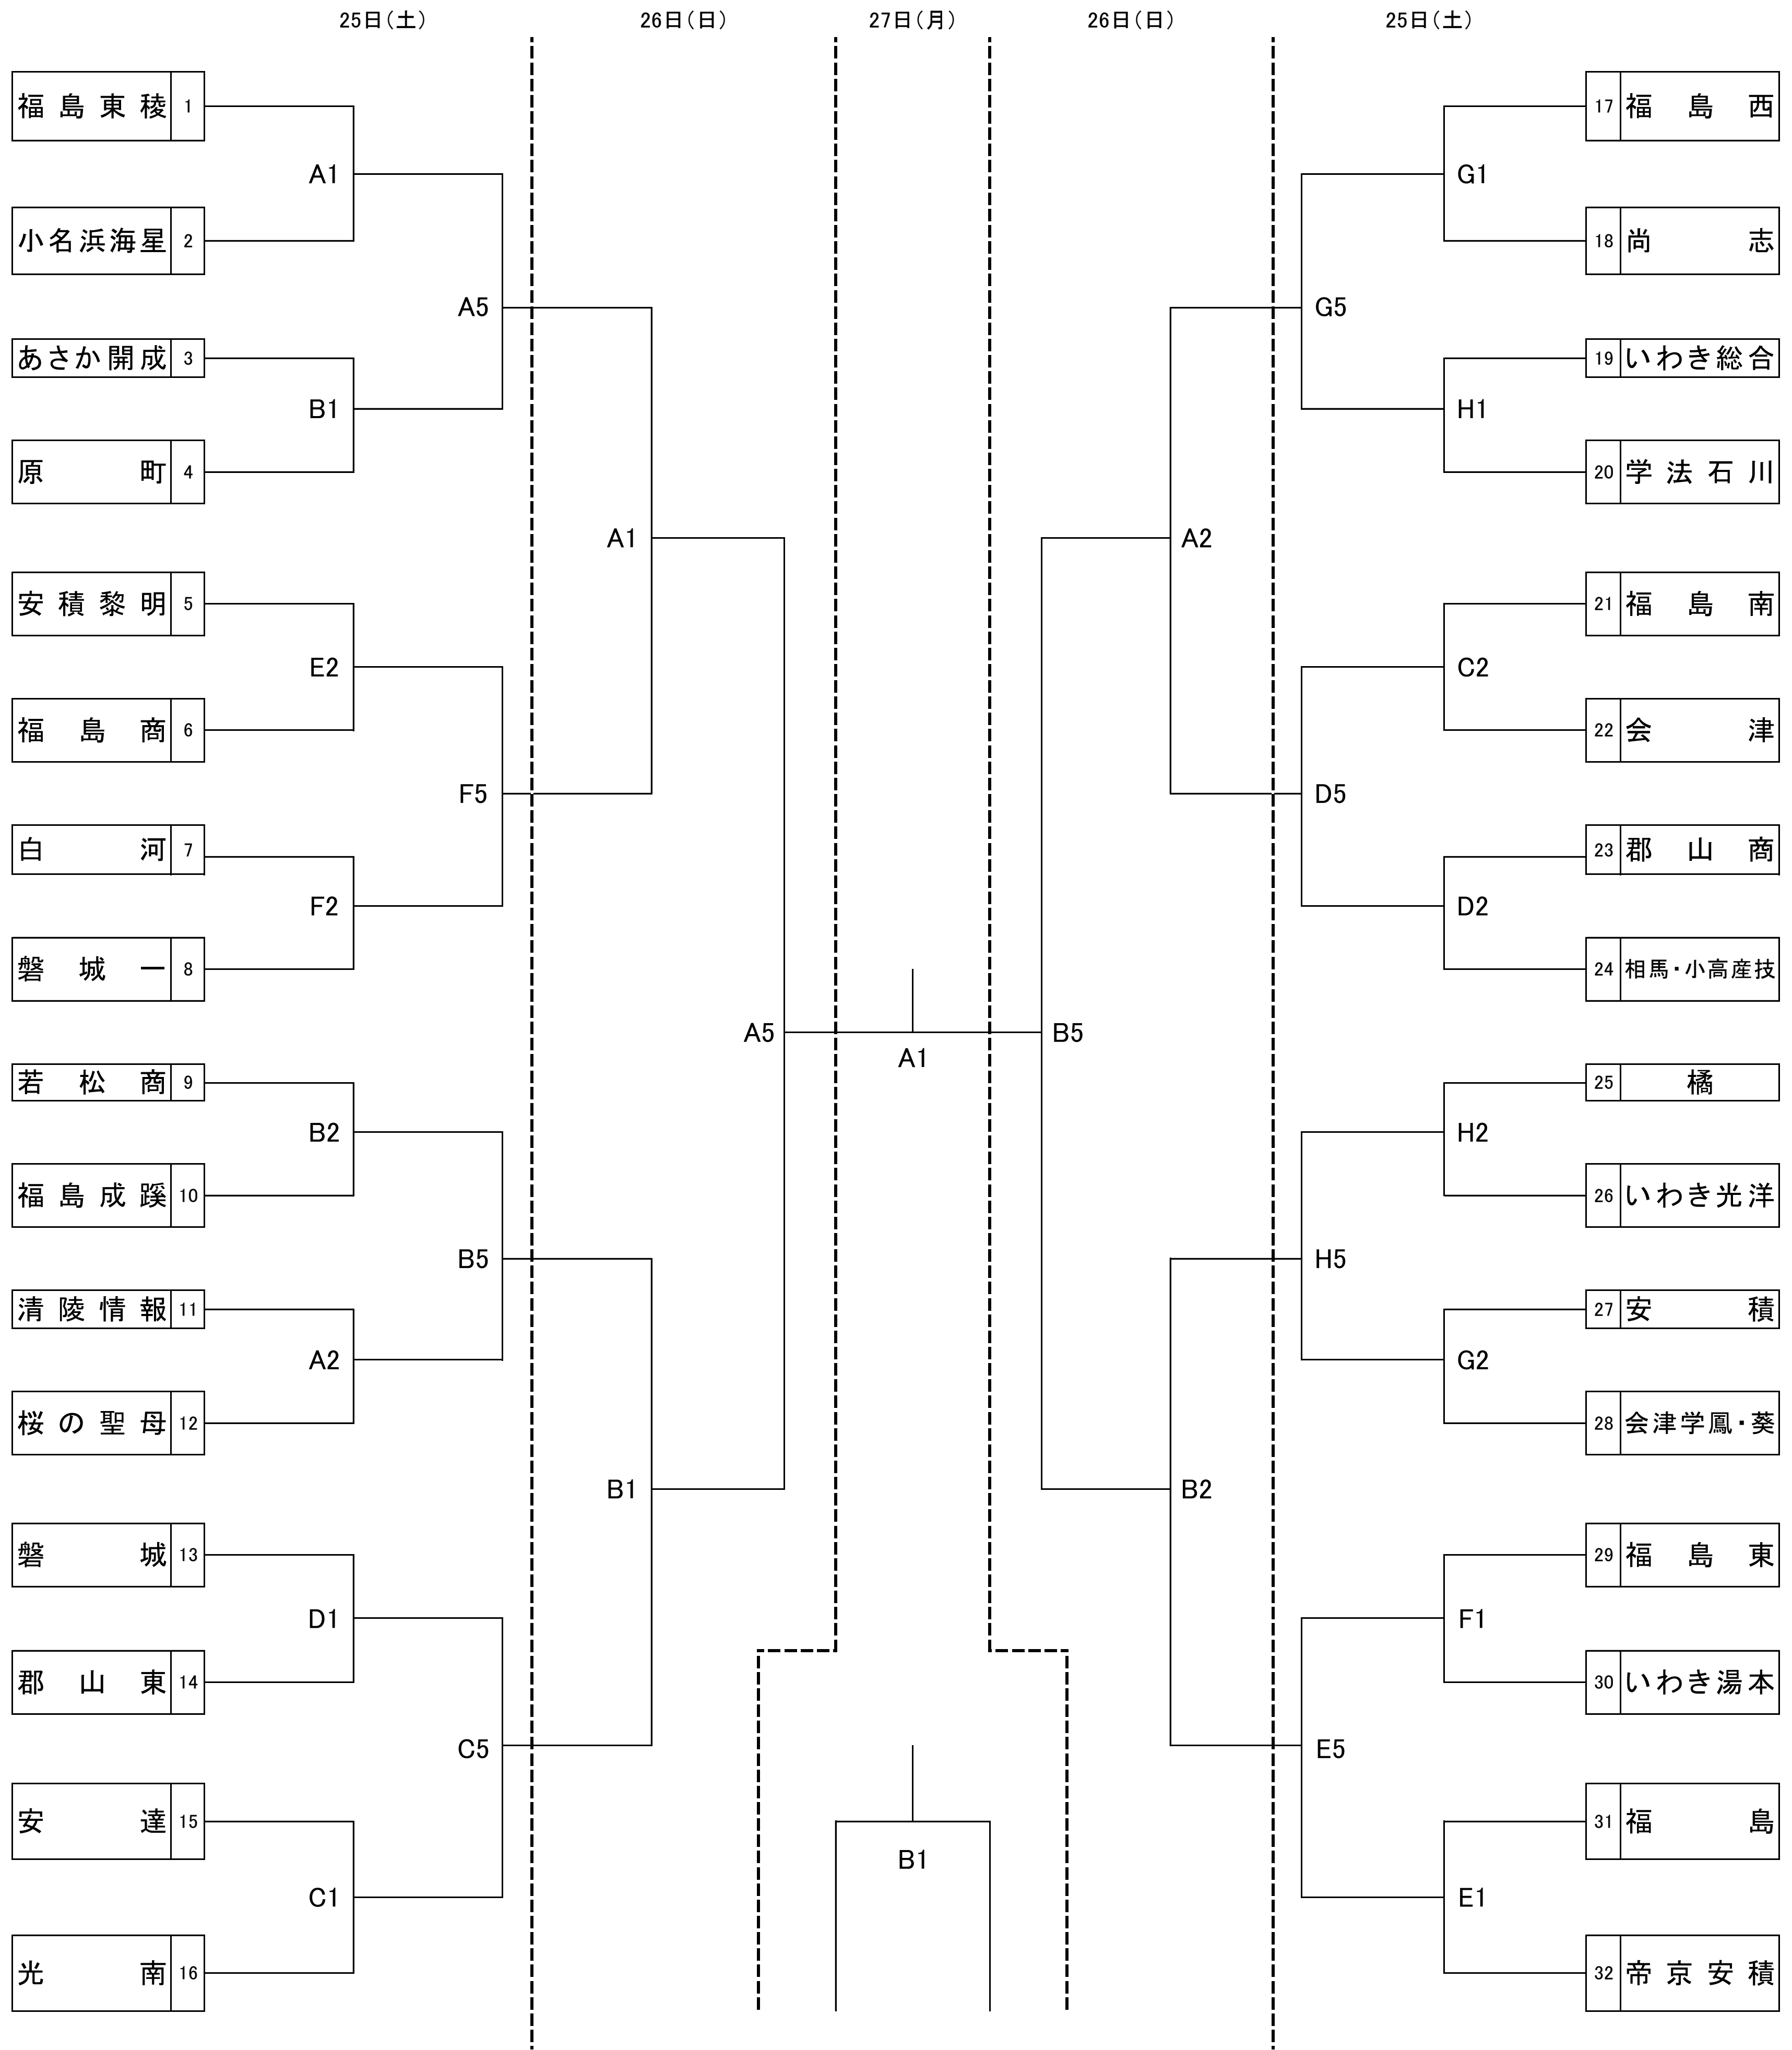 25日(土) 26日(日) 27日(月) 26日(日) 25日(土)
福島東稜 1
A1
小名浜海星 2
A5
あさか開成 3
B1
原町 4
A1
安積黎明 5
E2
福島商 6
F5
白河 7
F2
磐城一 8
A5
若松商 9
B2
福島成蹊 10
B5
清陵情報 11
A2
桜の聖母 12
B1
磐城 13
D1
郡山東 14
C5
安達 15
C1
光南 16
A1
B1
17 福島西
G1
18 尚志
G5
19 いわき総合
H1
20 学法石川
A2
21 福島南
C2
22 会津
D5
23 郡山商
D2
24 相馬・小高産技
B5
25 橘
H2
26 いわき光洋
H5
27 安積
G2
28 会津学鳳・葵
B2
29 福島東
F1
30 いわき湯本
E5
31 福島
E1
32 帝京安積